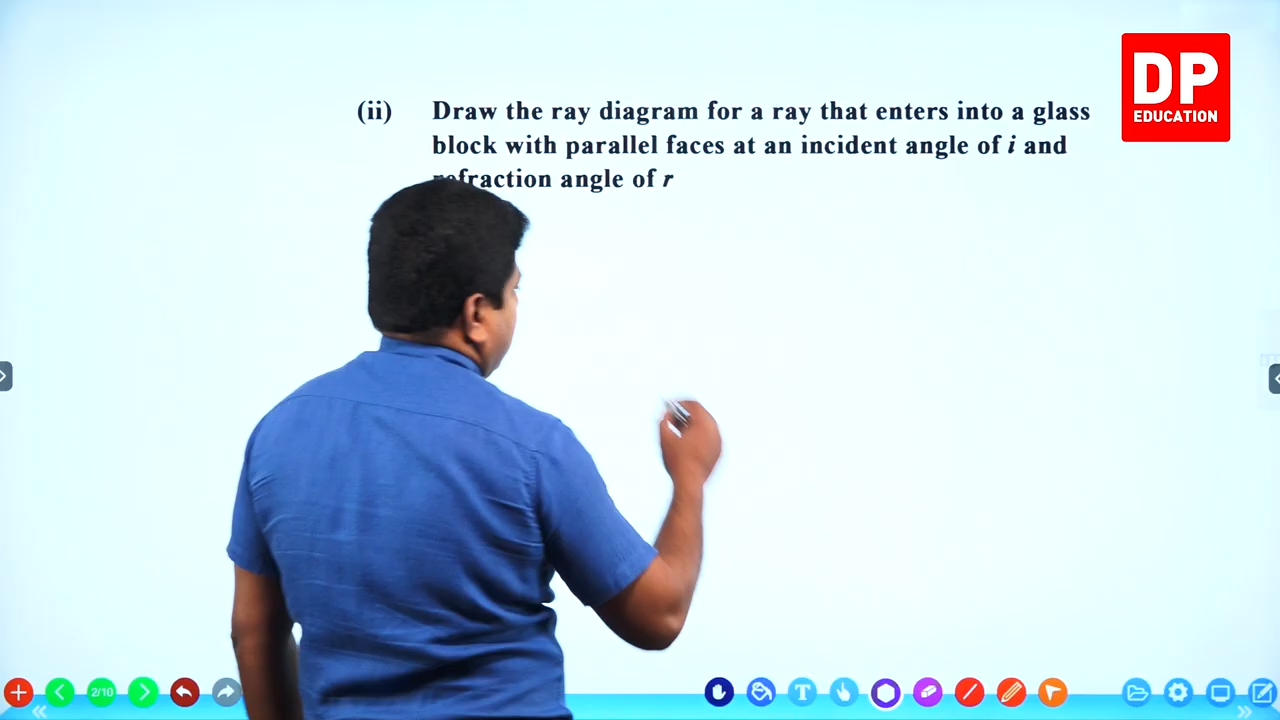 DP
EDUCATION
(ii) Draw the ray diagram for a ray that enters into a glass
block with parallel faces at an incident angle of i and
refraction angle of r
2/10
T